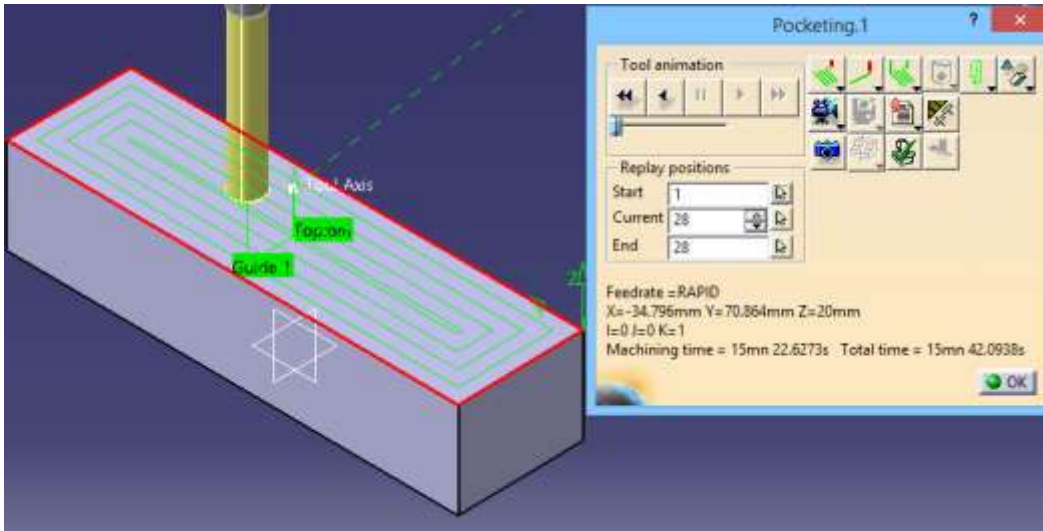 Pocketing.1
?
Tool animation
Replay positions
Start 1
Current 28
End 28
Feedrate =RAPID
X=-34.796mm Y=70.864mm Z=20mm
I=0 J=0 K=1
Machining time = 15mn 22.6273s Total time = 15mn 42.0938s
OK
Tool Axis
Guide 1